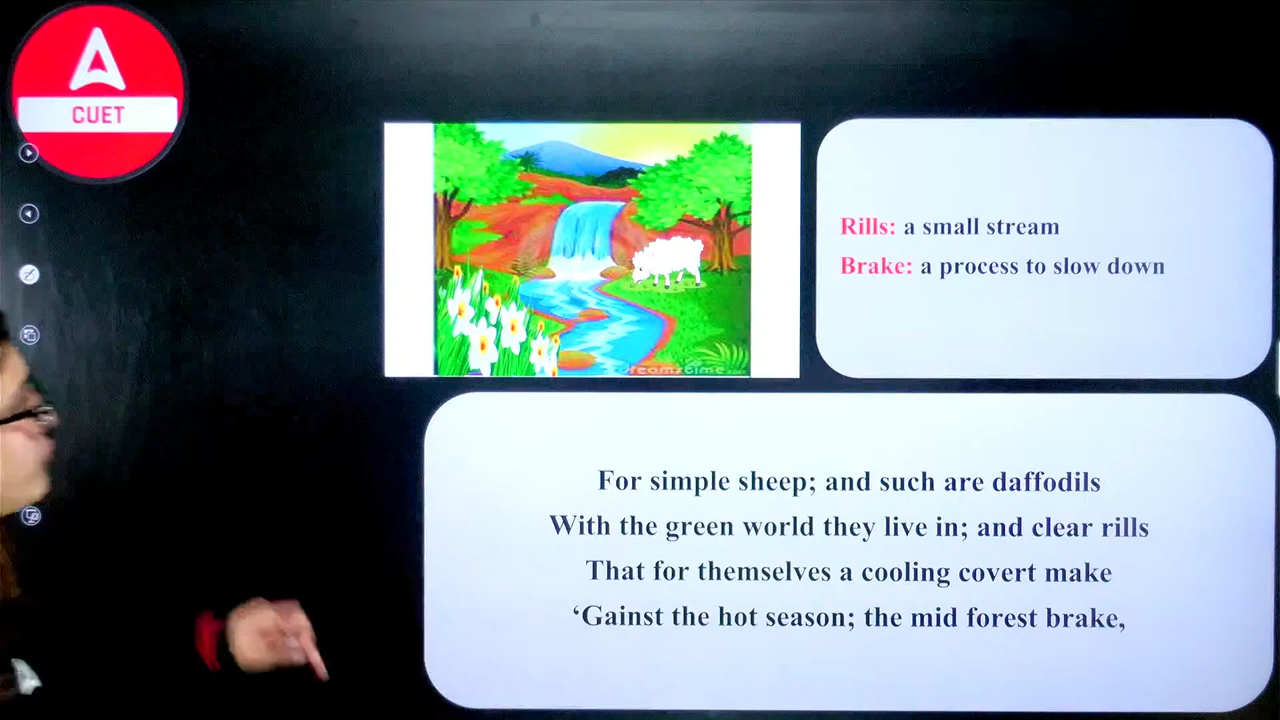 CUET
Rills: a small stream
Brake: a process to slow down
For simple sheep; and such are daffodils
With the green world they live in; and clear rills
That for themselves a cooling covert make
‘Gainst the hot season; the mid forest brake,